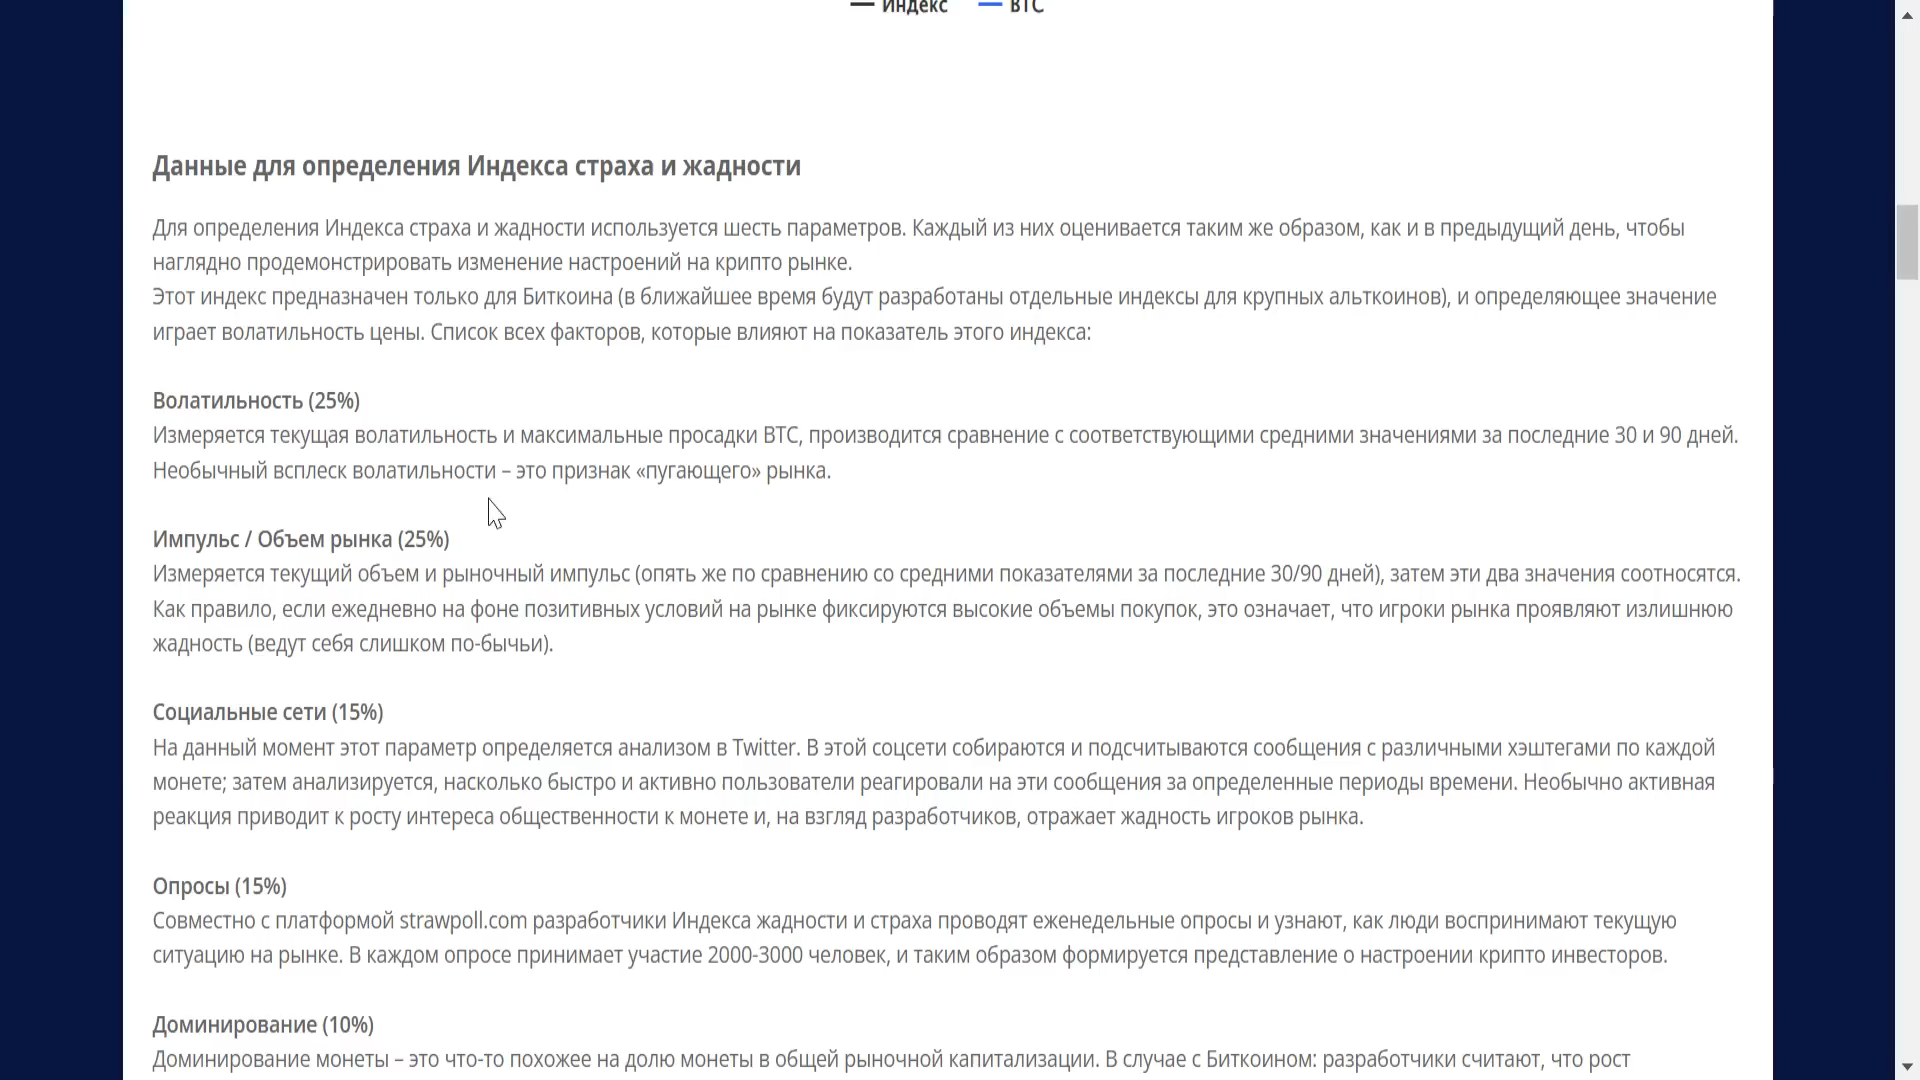 Индекс BTC
Данные для определения Индекса страха и жадности
Для определения Индекса страха и жадности используется шесть параметров. Каждый из них оценивается таким же образом, как и в предыдущий день, чтобы
наглядно продемонстрировать изменение настроений на крипто рынке.
Этот индекс предназначен только для Биткоина (в ближайшее время будут разработаны отдельные индексы для крупных альткоинов), и определяющее значение
играет волатильность цены. Список всех факторов, которые влияют на показатель этого индекса:
Волатильность (25%)
Измеряется текущая волатильность и максимальные просадки BTC, производится сравнение с соответствующими средними значениями за последние 30 и 90 дней.
Необычный всплеск волатильности – это признак «пугающего» рынка.
Импульс / Объем рынка (25%)
Измеряется текущий объем и рыночный импульс (опять же по сравнению со средними показателями за последние 30/90 дней), затем эти два значения соотносятся.
Как правило, если ежедневно на фоне позитивных условий на рынке фиксируются высокие объемы покупок, это означает, что игроки рынка проявляют излишнюю
жадность (ведут себя слишком по-бычьи).
Социальные сети (15%)
На данный момент этот параметр определяется анализом в Twitter. В этой соцсети собираются и подсчитываются сообщения с различными хэштегами по каждой
монете; затем анализируется, насколько быстро и активно пользователи реагировали на эти сообщения за определенные периоды времени. Необычно активная
реакция приводит к росту интереса общественности к монете и, на взгляд разработчиков, отражает жадность игроков рынка.
Опросы (15%)
Совместно с платформой strawpoll.com разработчики Индекса жадности и страха проводят еженедельные опросы и узнают, как люди воспринимают текущую
ситуацию на рынке. В каждом опросе принимает участие 2000-3000 человек, и таким образом формируется представление о настроении крипто инвесторов.
Доминирование (10%)
Доминирование монеты – это что-то похожее на долю монеты в общей рыночной капитализации. В случае с Биткоином: разработчики считают, что рост